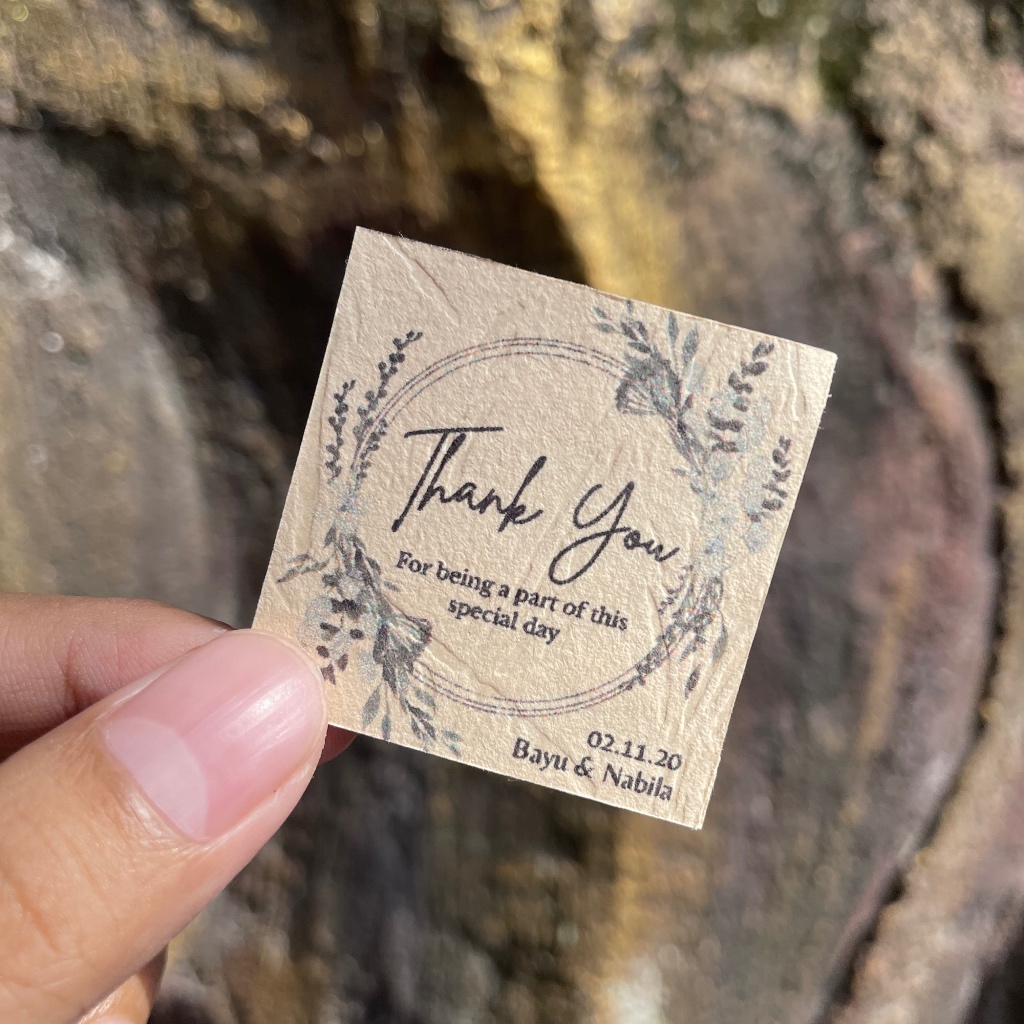 Thank You
For being a part of this
special day
02.11.20
Bayu & Nabila